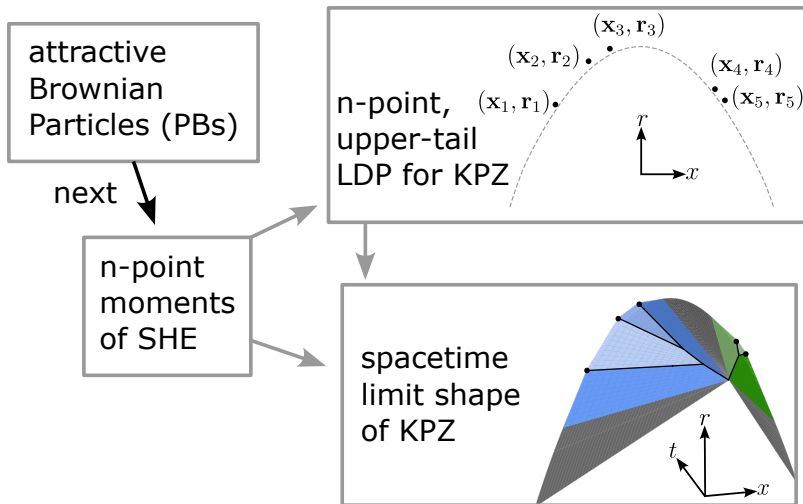 attractive
Brownian
Particles (PBs)
next
n-point
moments
of SHE
n-point,
upper-tail
LDP for KPZ
(x₁, r₁)
(x₂, r₂)
(x₃, r₃)
(x₄, r₄)
(x₅, r₅)
r
x
spacetime
limit shape
of KPZ
r
t
x